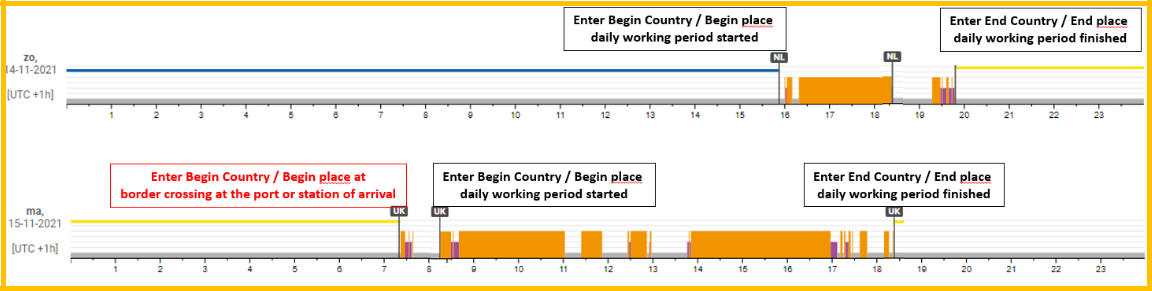 Enter Begin Country / Begin place
daily working period started
Enter End Country / End place
daily working period finished
zo,
14-11-2021
[UTC +1h]
NL
NL
1 2 3 4 5 6 7 8 9 10 11 12 13 14 15 16 17 18 19 20 21 22 23
Enter Begin Country / Begin place at
border crossing at the port or station of arrival
Enter Begin Country / Begin place
daily working period started
Enter End Country / End place
daily working period finished
ma,
15-11-2021
[UTC +1h]
UK
UK
UK
1 2 3 4 5 6 7 8 9 10 11 12 13 14 15 16 17 18 19 20 21 22 23